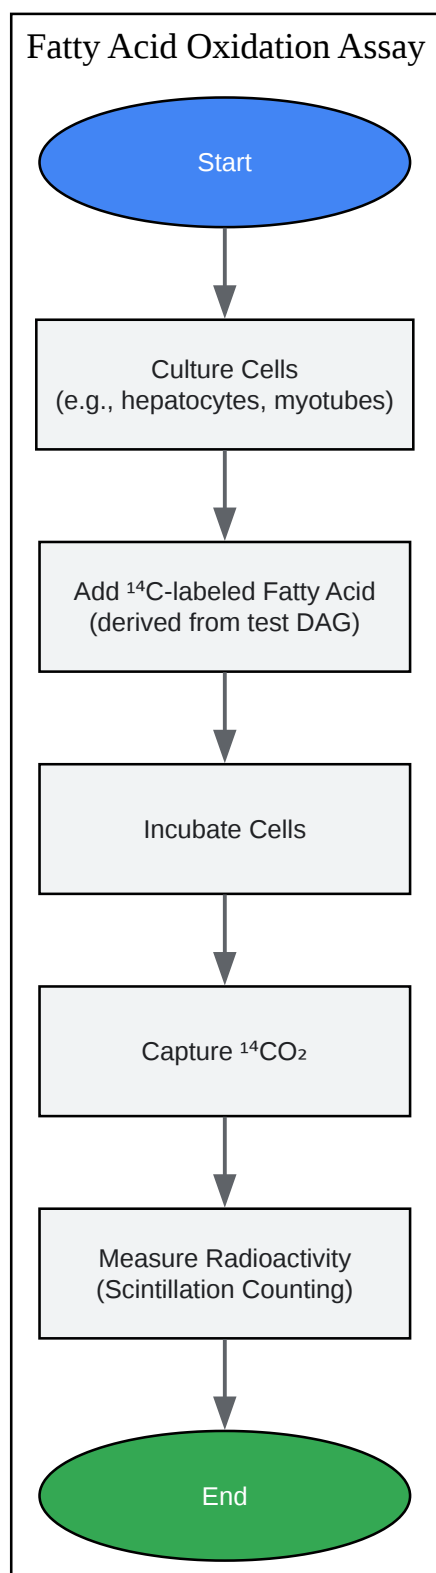 Fatty Acid Oxidation Assay
Start
Culture Cells
(e.g., hepatocytes, myotubes)
Add ¹⁴C-labeled Fatty Acid
(derived from test DAG)
Incubate Cells
Capture ¹⁴CO₂
Measure Radioactivity
(Scintillation Counting)
End